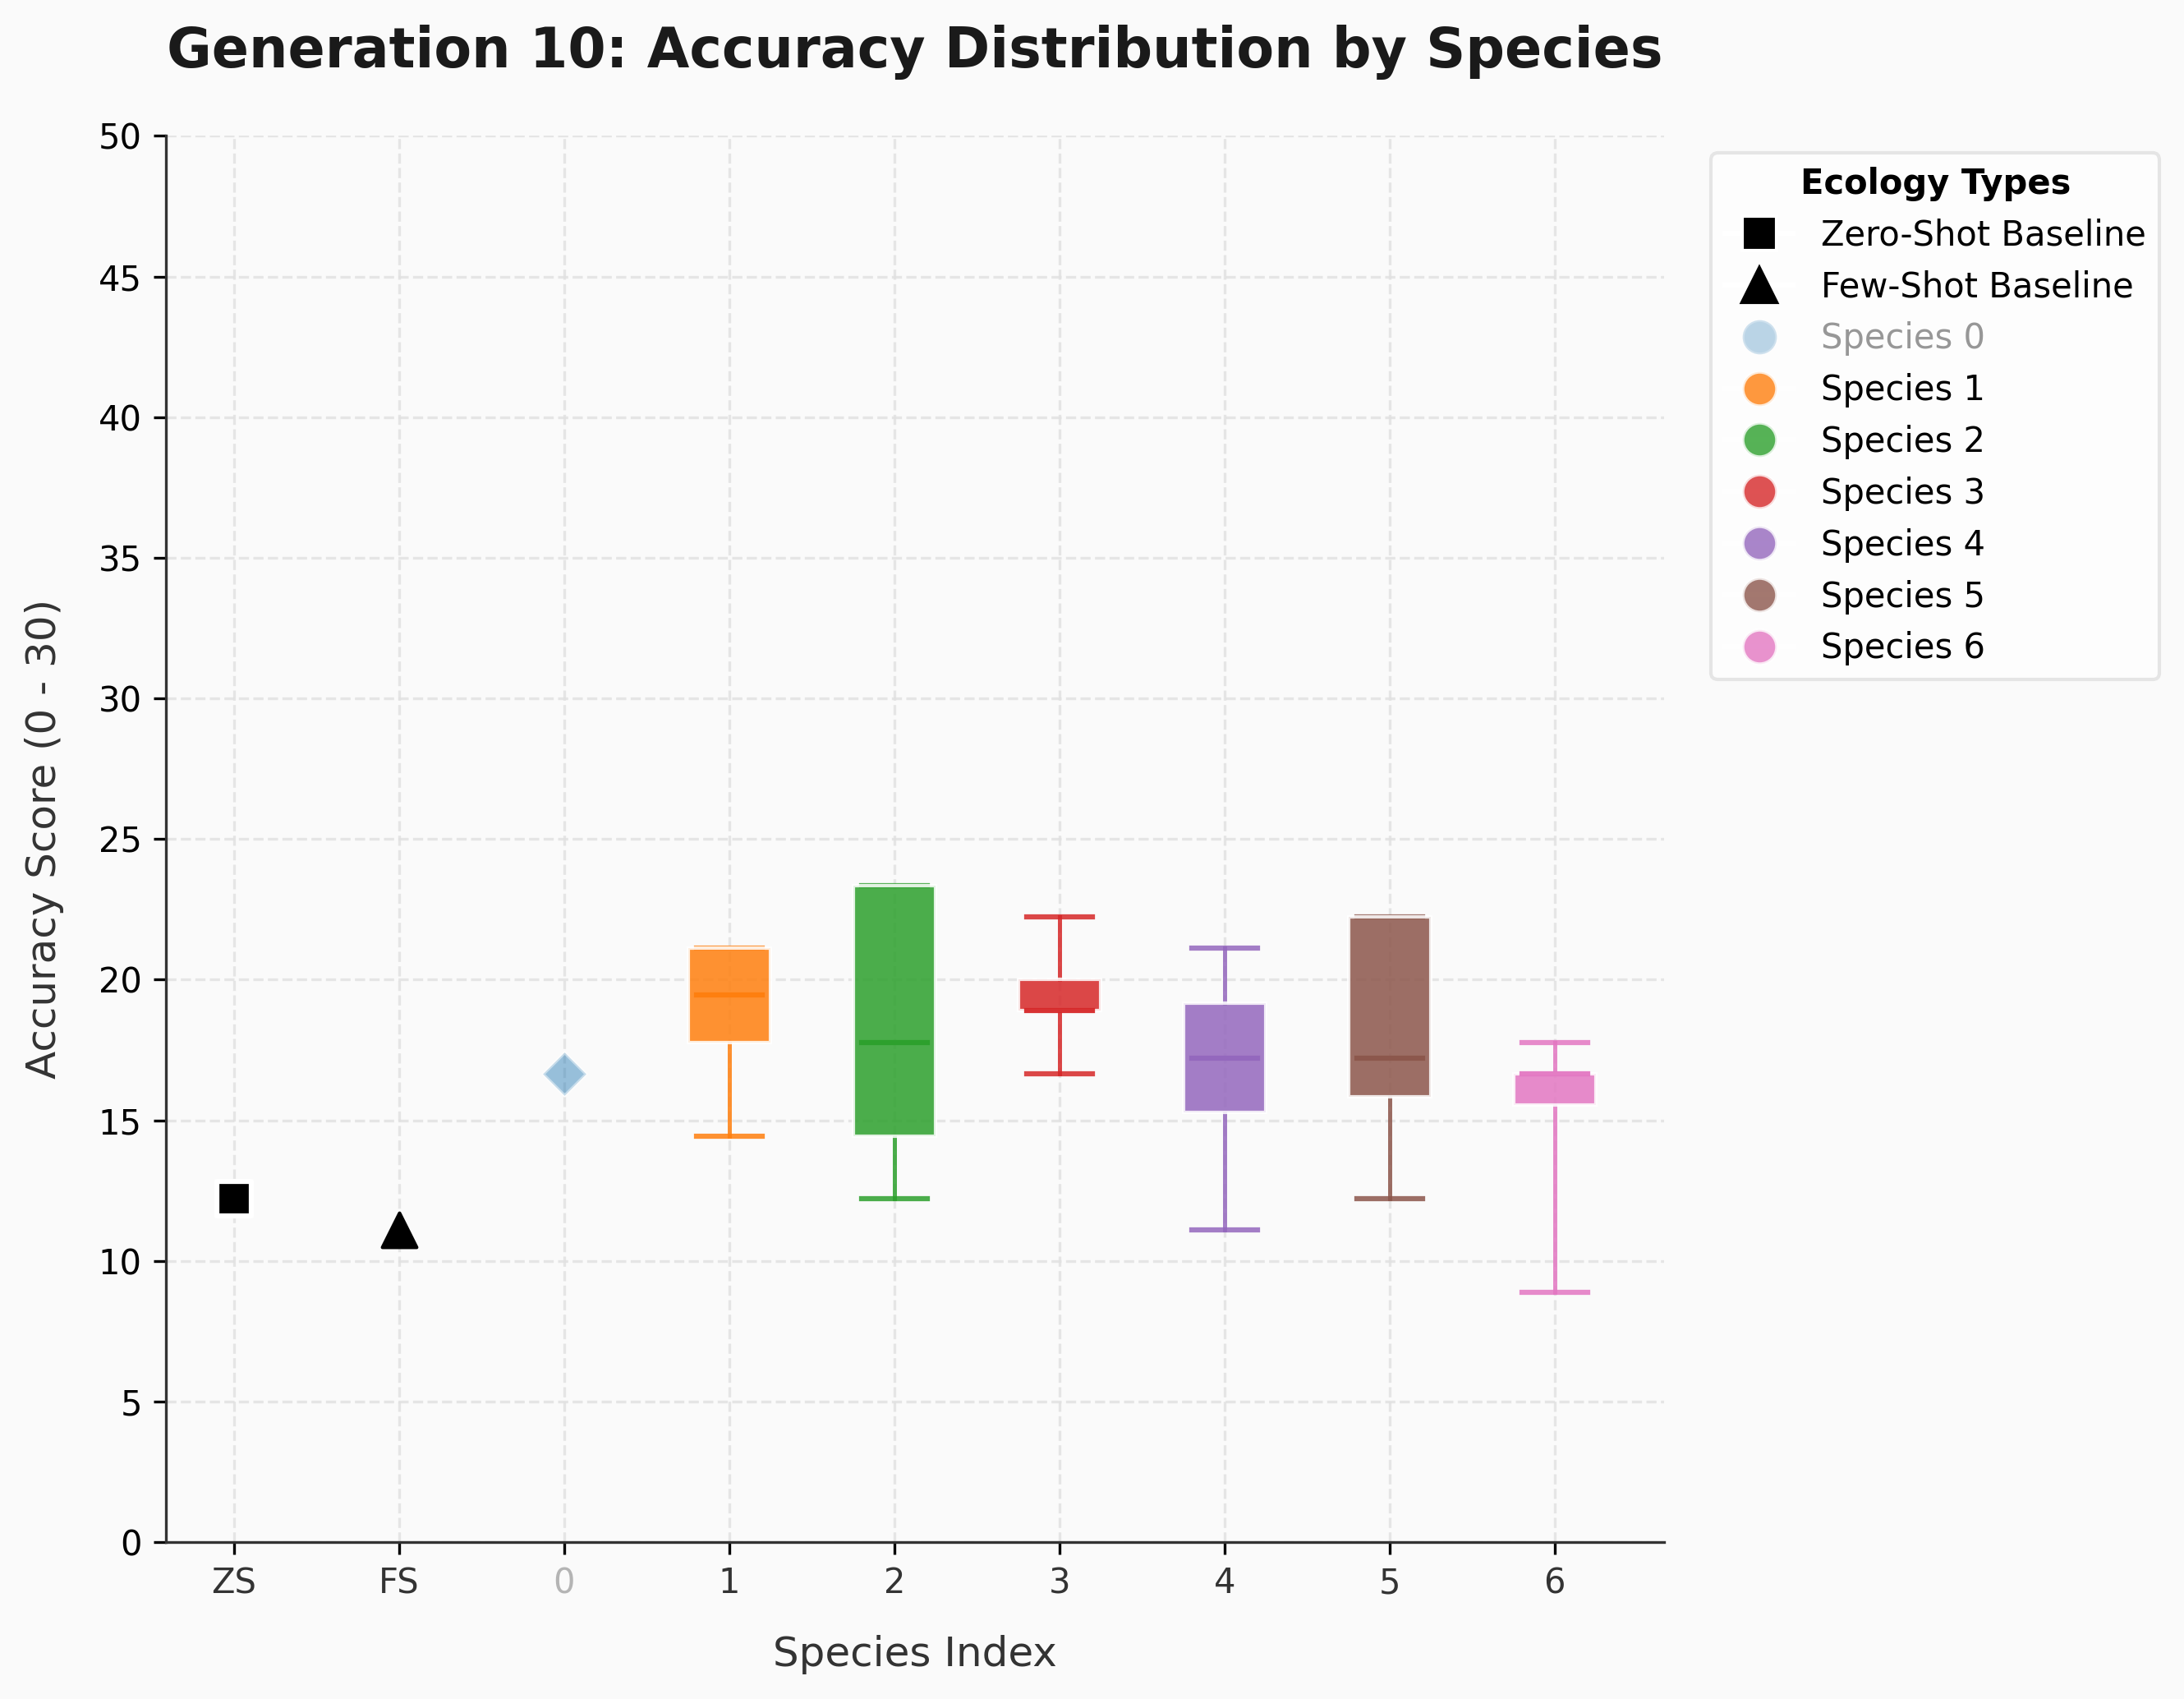 Generation 10: Accuracy Distribution by Species
50
45
40
35
30
25
20
15
10
5
0
Accuracy Score (0 - 30)
ZS FS 0 1 2 3 4 5 6
Species Index
Ecology Types
Zero-Shot Baseline
Few-Shot Baseline
Species 0
Species 1
Species 2
Species 3
Species 4
Species 5
Species 6